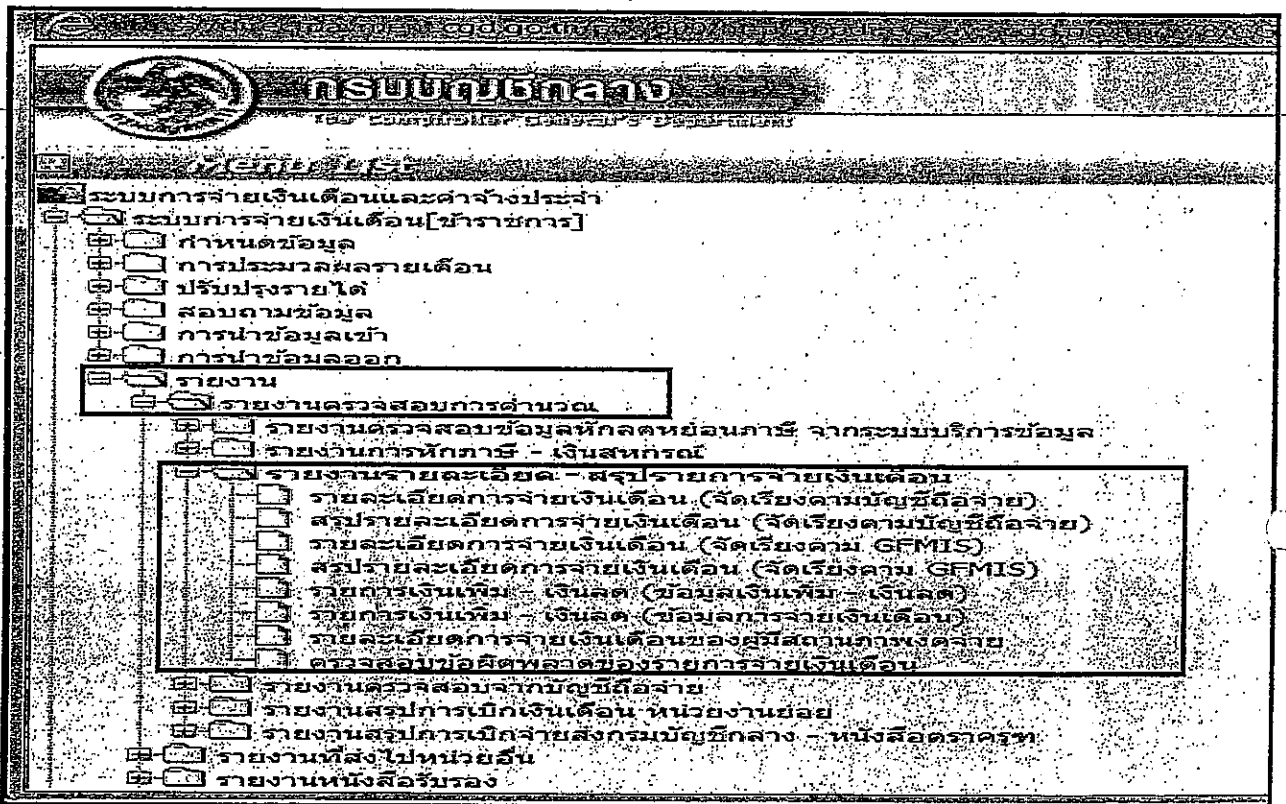 cgd.go.th
กรมบัญชีกลาง
Menu List
ระบบการจ่ายเงินเดือนและค่าจ้างประจำ
ระบบการจ่ายเงินเดือน[ข้าราชการ]
กำหนดข้อมูล
การประมวลผลรายเดือน
ปรับปรุงรายได้
สอบถามข้อมูล
การนำข้อมูลเข้า
การนำข้อมูลออก
รายงาน
รายงานตรวจสอบการคำนวณ
รายงานตรวจสอบข้อมูลหักลดหย่อนภาษี จากระบบบริการข้อมูล
รายงานการหักภาษี - เงินสหกรณ์
รายงานรายละเอียด - สรุปรายการจ่ายเงินเดือน
รายละเอียดการจ่ายเงินเดือน (จัดเรียงตามบัญชีถือจ่าย)
สรุปรายละเอียดการจ่ายเงินเดือน (จัดเรียงตามบัญชีถือจ่าย)
รายละเอียดการจ่ายเงินเดือน (จัดเรียงตาม GFMIS)
สรุปรายละเอียดการจ่ายเงินเดือน (จัดเรียงตาม GFMIS)
รายการเงินเพิ่ม - เงินลด (ข้อมูลเงินเพิ่ม - เงินลด)
รายการเงินเพิ่ม - เงินลด (ข้อมูลการจ่ายเงินเดือน)
รายละเอียดการจ่ายเงินเดือนของผู้มีสถานภาพงดจ่าย
ตรวจสอบข้อผิดพลาดของรายการจ่ายเงินเดือน
รายงานตรวจสอบจากบัญชีถือจ่าย
รายงานสรุปการเบิกเงินเดือน หน่วยงานย่อย
รายงานสรุปการเบิกจ่ายส่งกรมบัญชีกลาง - หนังสือตราครุฑ
รายงานที่ส่งไปหน่วยอื่น
รายงานหนังสือรับรอง